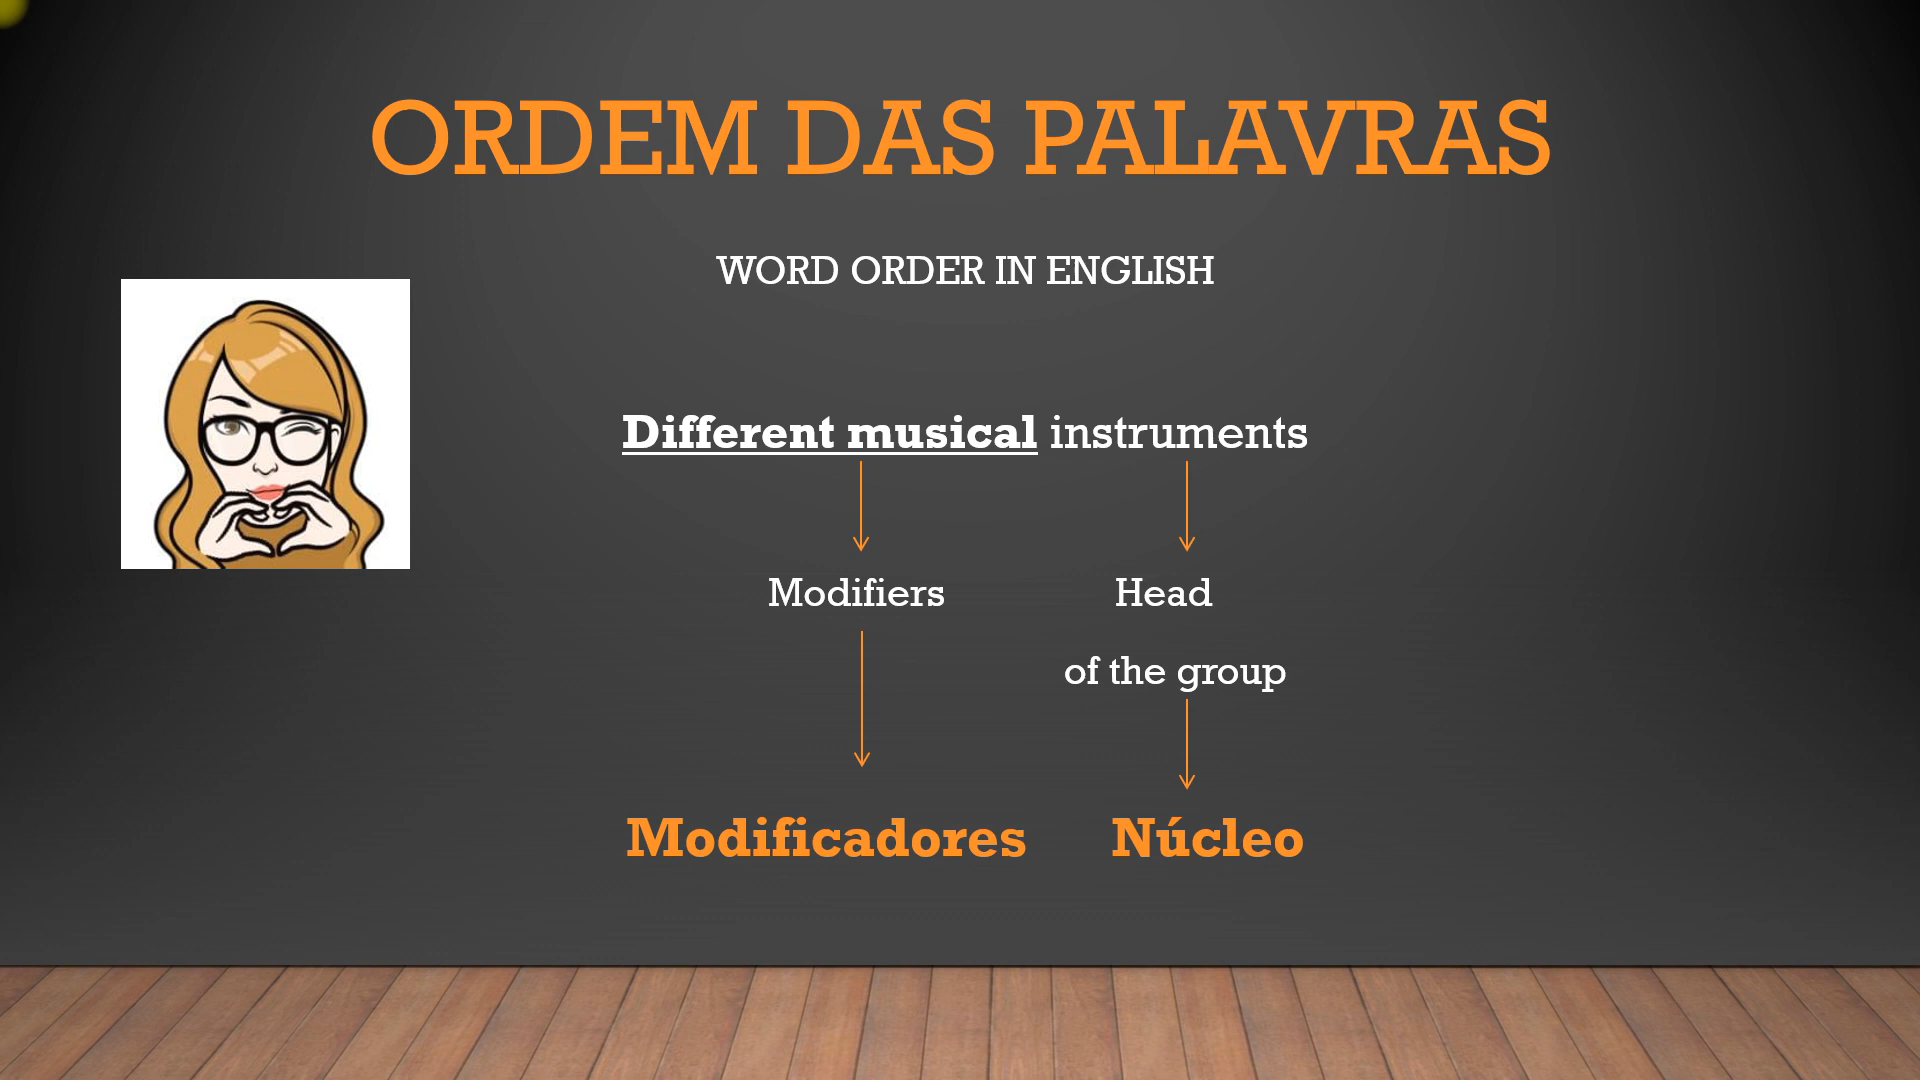 ORDEM DAS PALAVRAS
WORD ORDER IN ENGLISH
Different musical instruments
Modifiers Head
of the group
Modificadores Núcleo